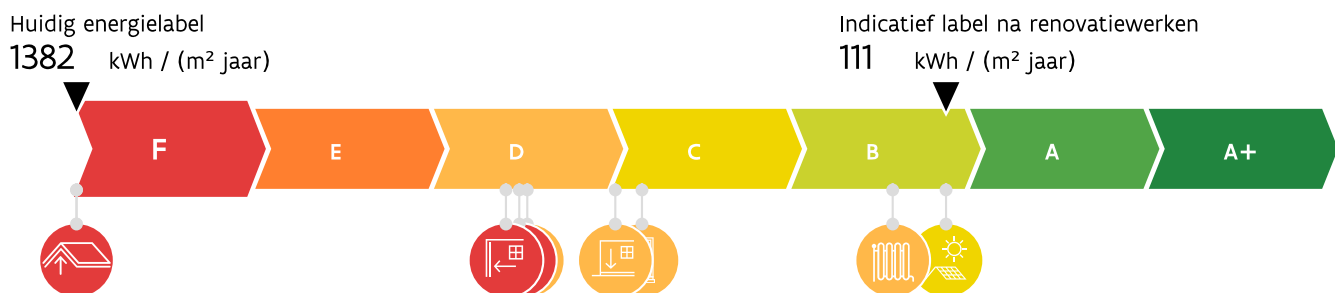 Huidig energielabel
1382 kWh / (m² jaar)
Indicatief label na renovatiewerken
111 kWh / (m² jaar)
F E D C B A A+